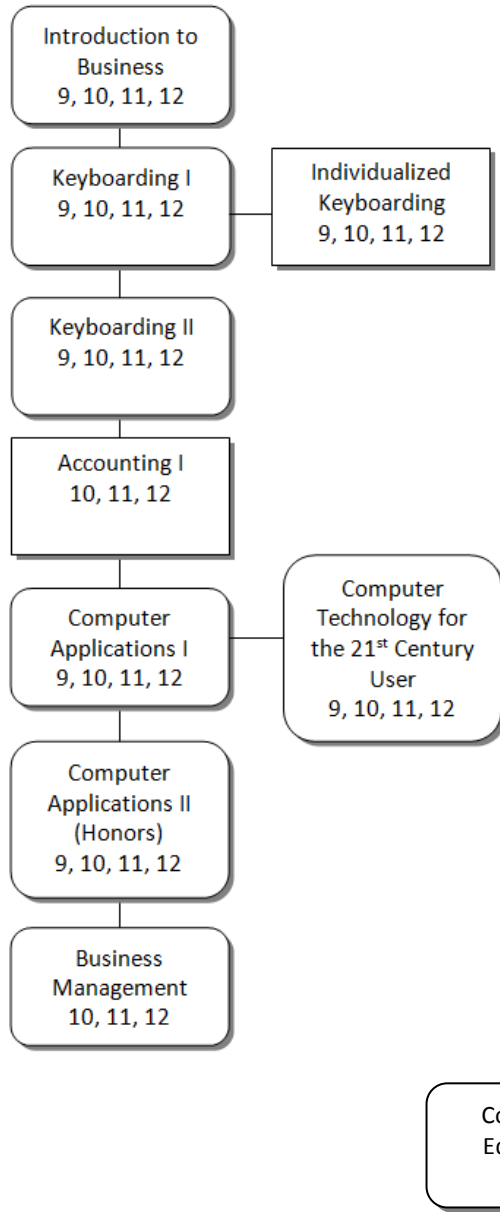 Introduction to
Business
9, 10, 11, 12
Keyboarding I
9, 10, 11, 12
Individualized
Keyboarding
9, 10, 11, 12
Keyboarding II
9, 10, 11, 12
Accounting I
10, 11, 12
Computer
Applications I
9, 10, 11, 12
Computer
Technology for
the 21st Century
User
9, 10, 11, 12
Computer
Applications II
(Honors)
9, 10, 11, 12
Business
Management
10, 11, 12